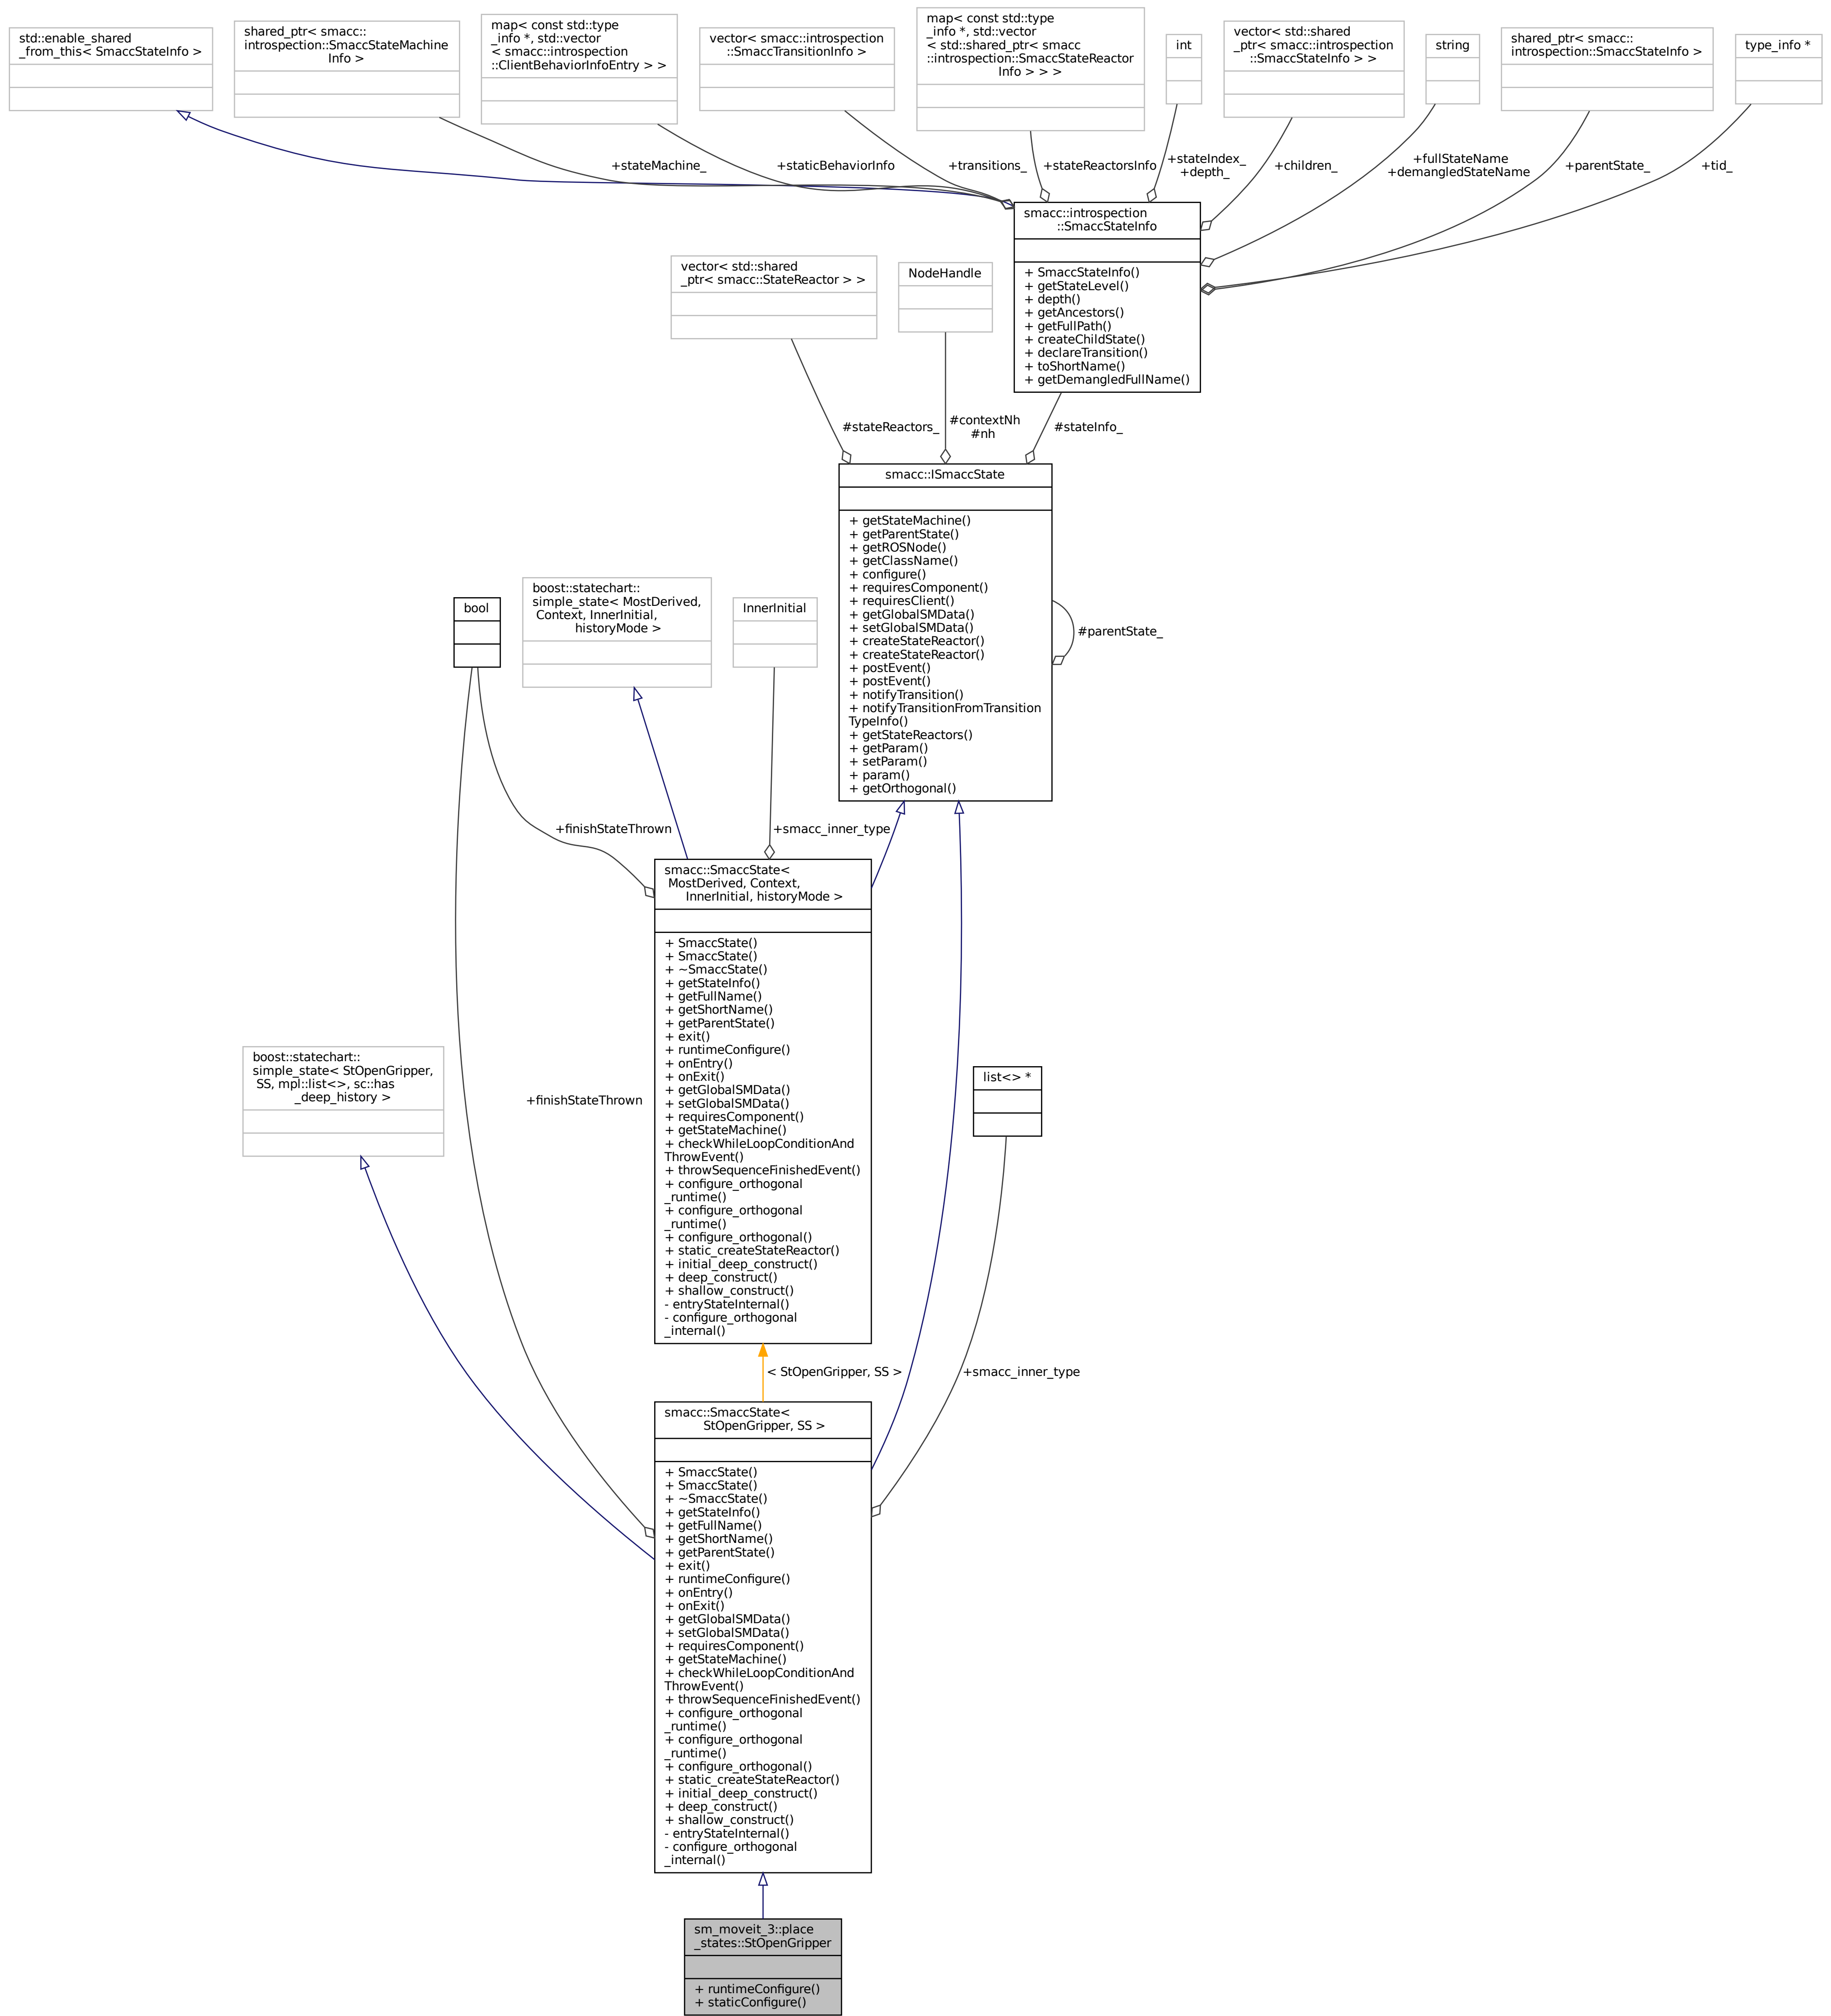 std::enable_shared
_from_this< SmaccStateInfo >
shared_ptr< smacc::
introspection::SmaccStateMachine
Info >
map< const std::type
_info *, std::vector
< smacc::introspection
::ClientBehaviorInfoEntry > >
vector< smacc::introspection
::SmaccTransitionInfo >
map< const std::type
_info *, std::vector
< std::shared_ptr< smacc
::introspection::SmaccStateReactor
Info > > >
int
vector< std::shared
_ptr< smacc::introspection
::SmaccStateInfo > >
string
shared_ptr< smacc::
introspection::SmaccStateInfo >
type_info *
+stateMachine_
+staticBehaviorInfo
+transitions_
+stateReactorsInfo
+stateIndex_
+depth_
+children_
+fullStateName
+demangledStateName
+parentState_
+tid_
smacc::introspection
::SmaccStateInfo
+ SmaccStateInfo()
+ getStateLevel()
+ depth()
+ getAncestors()
+ getFullPath()
+ createChildState()
+ declareTransition()
+ toShortName()
+ getDemangledFullName()
vector< std::shared
_ptr< smacc::StateReactor > >
NodeHandle
#stateReactors_
#contextNh
#nh
#stateInfo_
smacc::ISmaccState
+ getStateMachine()
+ getParentState()
+ getROSNode()
+ getClassName()
+ configure()
+ requiresComponent()
+ requiresClient()
+ getGlobalSMData()
+ setGlobalSMData()
+ createStateReactor()
+ createStateReactor()
+ postEvent()
+ postEvent()
+ notifyTransition()
+ notifyTransitionFromTransition
TypeInfo()
+ getStateReactors()
+ getParam()
+ setParam()
+ param()
+ getOrthogonal()
#parentState_
bool
boost::statechart::
simple_state< MostDerived,
Context, InnerInitial,
historyMode >
InnerInitial
+finishStateThrown
+smacc_inner_type
smacc::SmaccState<
MostDerived, Context,
InnerInitial, historyMode >
+ SmaccState()
+ SmaccState()
+ ~SmaccState()
+ getStateInfo()
+ getFullName()
+ getShortName()
+ getParentState()
+ exit()
+ runtimeConfigure()
+ onEntry()
+ onExit()
+ getGlobalSMData()
+ setGlobalSMData()
+ requiresComponent()
+ getStateMachine()
+ checkWhileLoopConditionAnd
ThrowEvent()
+ throwSequenceFinishedEvent()
+ configure_orthogonal
_runtime()
+ configure_orthogonal
_runtime()
+ configure_orthogonal()
+ static_createStateReactor()
+ initial_deep_construct()
+ deep_construct()
+ shallow_construct()
- entryStateInternal()
- configure_orthogonal
_internal()
boost::statechart::
simple_state< StOpenGripper,
SS, mpl::list<>, sc::has
_deep_history >
+finishStateThrown
list<> *
< StOpenGripper, SS >
+smacc_inner_type
smacc::SmaccState<
StOpenGripper, SS >
+ SmaccState()
+ SmaccState()
+ ~SmaccState()
+ getStateInfo()
+ getFullName()
+ getShortName()
+ getParentState()
+ exit()
+ runtimeConfigure()
+ onEntry()
+ onExit()
+ getGlobalSMData()
+ setGlobalSMData()
+ requiresComponent()
+ getStateMachine()
+ checkWhileLoopConditionAnd
ThrowEvent()
+ throwSequenceFinishedEvent()
+ configure_orthogonal
_runtime()
+ configure_orthogonal
_runtime()
+ configure_orthogonal()
+ static_createStateReactor()
+ initial_deep_construct()
+ deep_construct()
+ shallow_construct()
- entryStateInternal()
- configure_orthogonal
_internal()
sm_moveit_3::place
_states::StOpenGripper
+ runtimeConfigure()
+ staticConfigure()